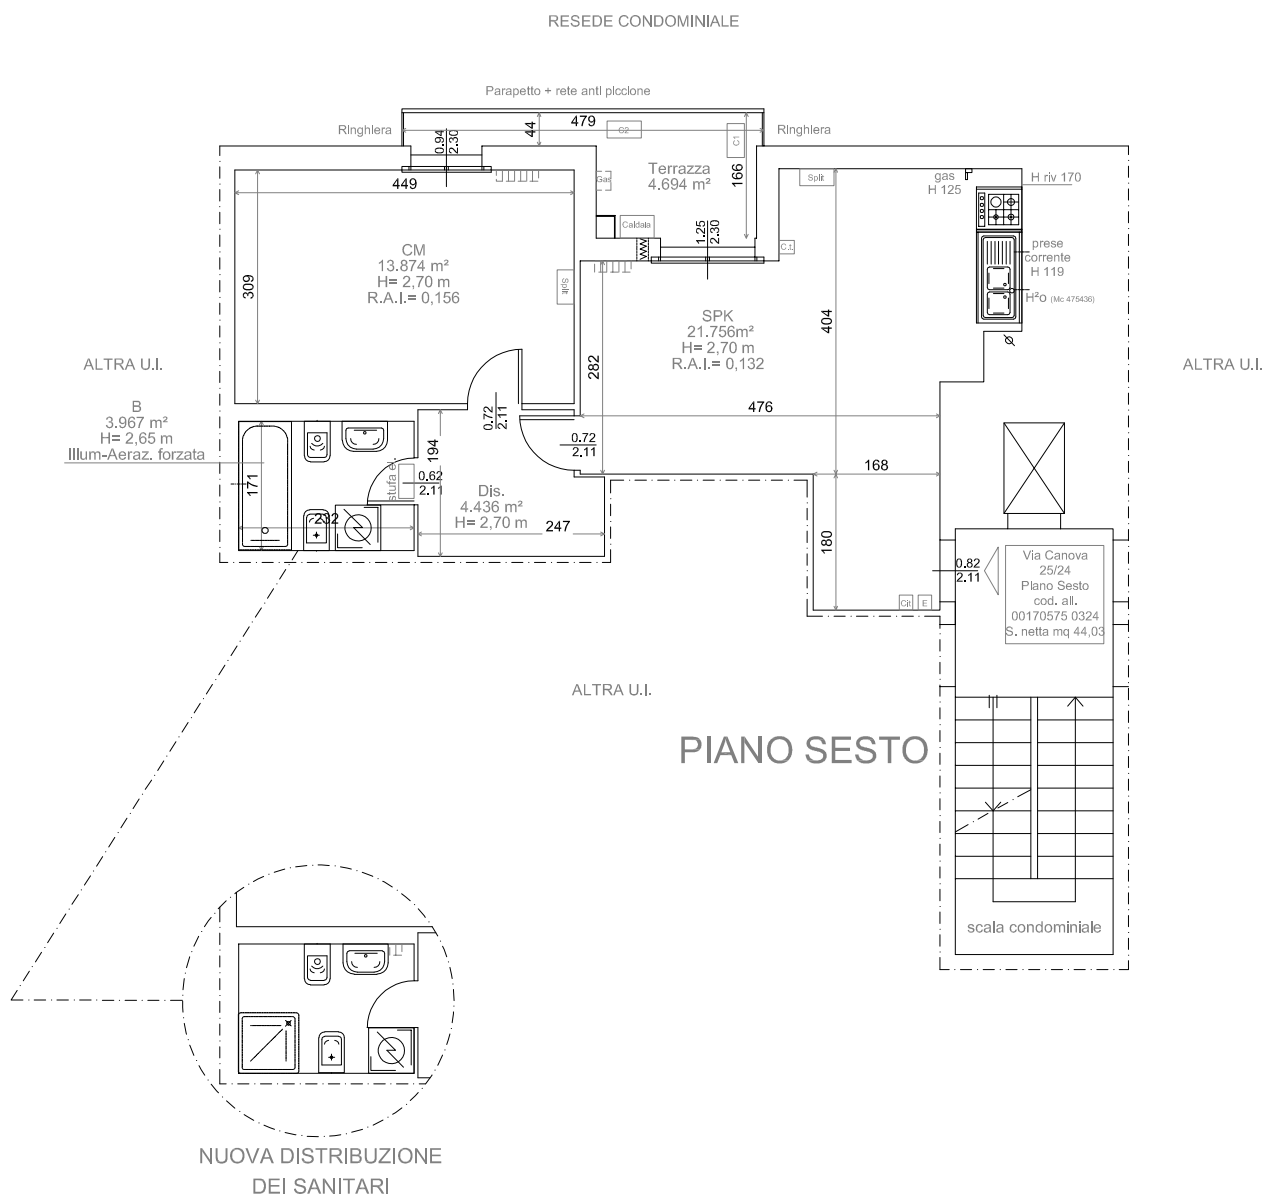 RESEDE CONDOMINIALE
Parapetto + rete anti piccione
Ringhiera
479
44
C2
C1
Ringhiera
0.94
2.30
Terrazza
4.694 m²
166
Gas
Caldaia
1.25
2.30
449
CM
13.874 m²
H= 2,70 m
R.A.I.= 0,156
309
Split
Split
gas
H 125
H riv 170
C.t.
prese
corrente
H 119
H²o (Mc 475436)
SPK
21.756m²
H= 2,70 m
R.A.I.= 0,132
404
282
476
168
180
ALTRA U.I.
ALTRA U.I.
B
3.967 m²
H= 2,65 m
Illum-Aeraz. forzata
0.72
2.11
0.72
2.11
194
171
232
stufa el.
0.62
2.11
Dis.
4.436 m²
H= 2,70 m
247
0.82
2.11
Cit
E
Via Canova
25/24
Piano Sesto
cod. all.
00170575 0324
S. netta mq 44,03
ALTRA U.I.
PIANO SESTO
scala condominiale
NUOVA DISTRIBUZIONE
DEI SANITARI